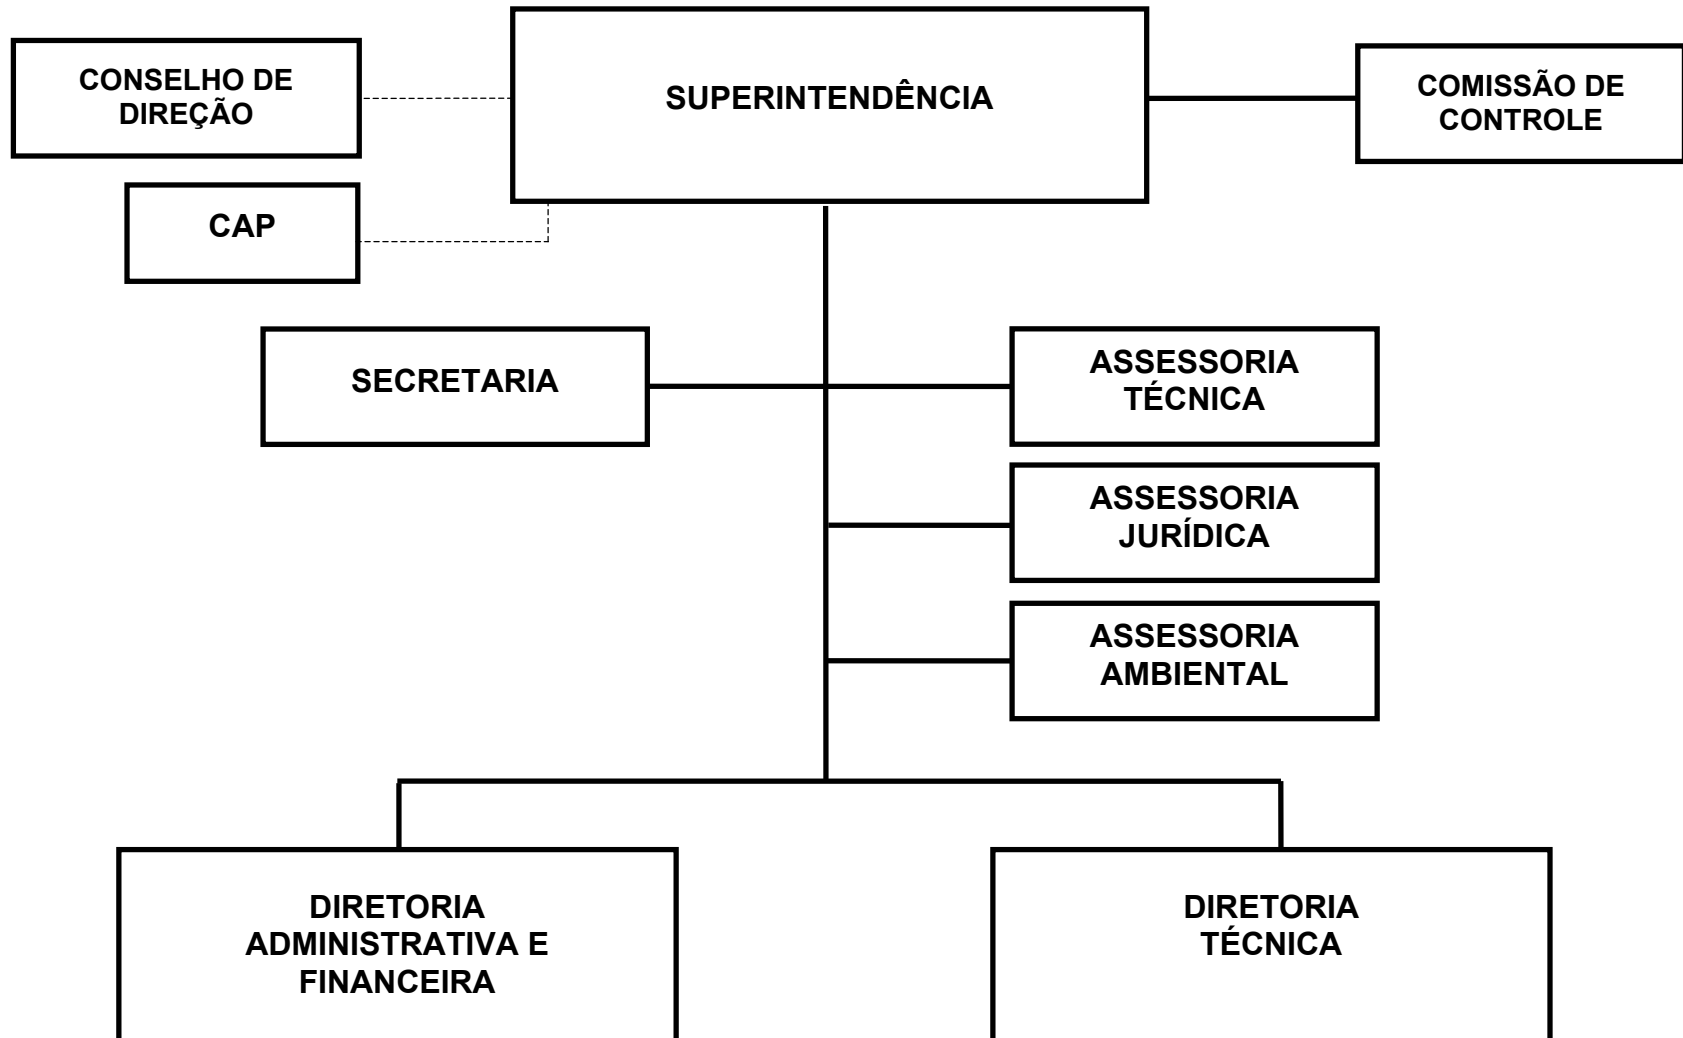 CONSELHO DE
DIREÇÃO
SUPERINTENDÊNCIA
COMISSÃO DE
CONTROLE
CAP
SECRETARIA
ASSESSORIA
TÉCNICA
ASSESSORIA
JURÍDICA
ASSESSORIA
AMBIENTAL
DIRETORIA
ADMINISTRATIVA E
FINANCEIRA
DIRETORIA
TÉCNICA